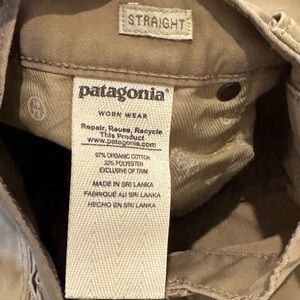 STRAIGHT
patagonia®
WORN WEAR
Repair, Reuse, Recycle
This Product
www.patagonia.com
67% ORGANIC COTTON
33% POLYESTER
EXCLUSIVE OF TRIM
MADE IN SRI LANKA
FABRIQUÉ AU SRI LANKA
HECHO EN SRI LANKA